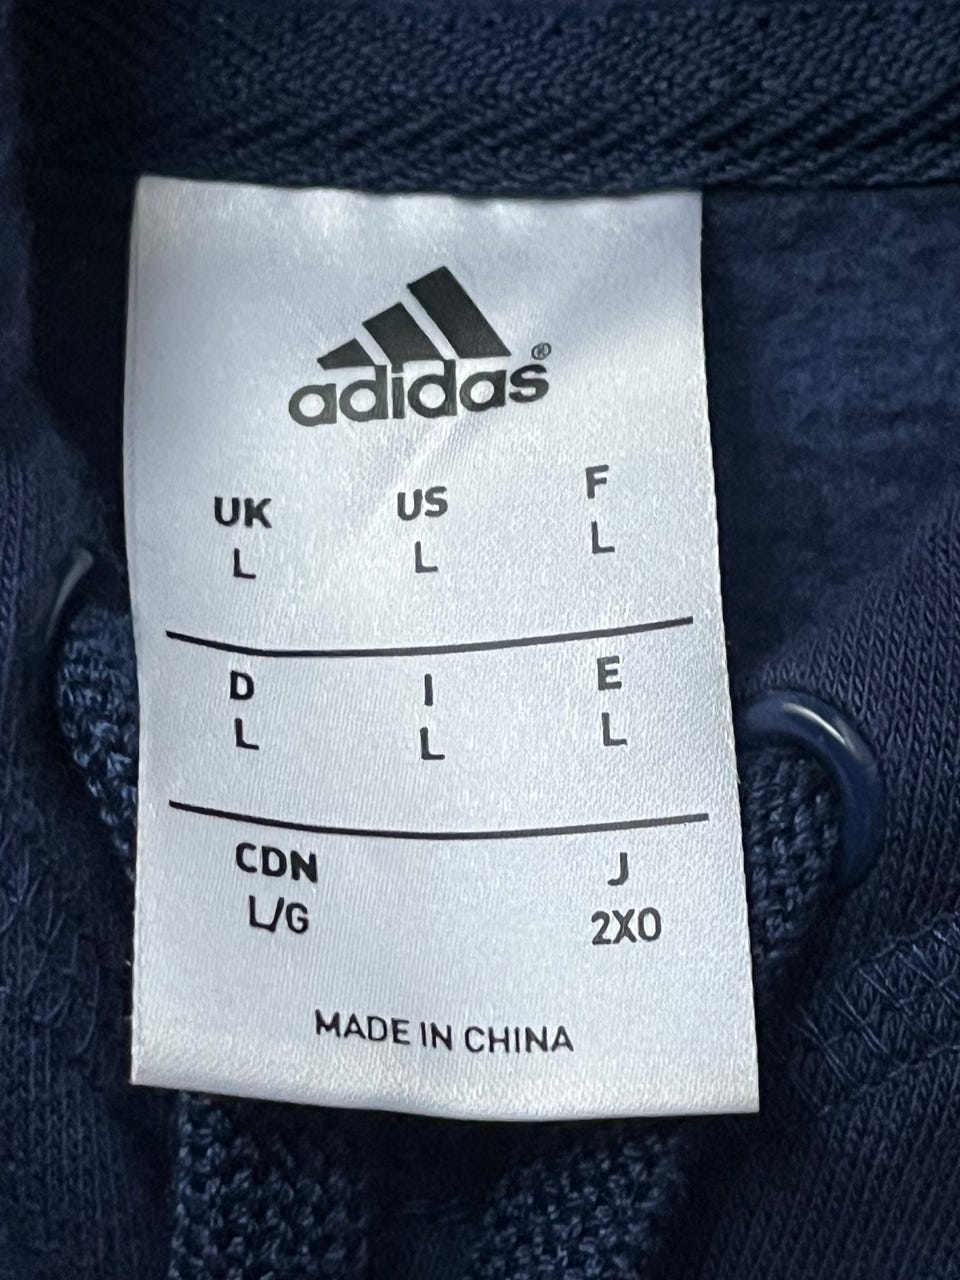 adidas®
UK US F
L L L
D I E
L L L
CDN J
L/G 2XO
MADE IN CHINA